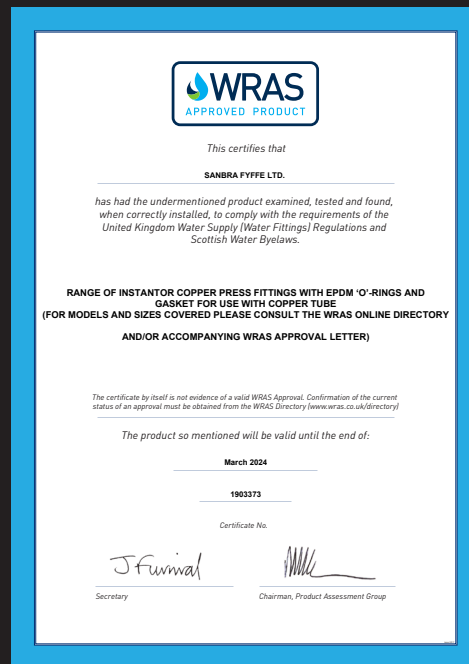 WRAS
APPROVED PRODUCT
This certifies that
SANBRA FYFFE LTD.
has had the undermentioned product examined, tested and found,
when correctly installed, to comply with the requirements of the
United Kingdom Water Supply (Water Fittings) Regulations and
Scottish Water Byelaws.
RANGE OF INSTANTOR COPPER PRESS FITTINGS WITH EPDM ‘O’-RINGS AND
GASKET FOR USE WITH COPPER TUBE
(FOR MODELS AND SIZES COVERED PLEASE CONSULT THE WRAS ONLINE DIRECTORY
AND/OR ACCOMPANYING WRAS APPROVAL LETTER)
The certificate by itself is not evidence of a valid WRAS Approval. Confirmation of the current
status of an approval must be obtained from the WRAS Directory (www.wras.co.uk/directory)
The product so mentioned will be valid until the end of:
March 2024
1903373
Certificate No.
J Furnival
Secretary
Chairman, Product Assessment Group